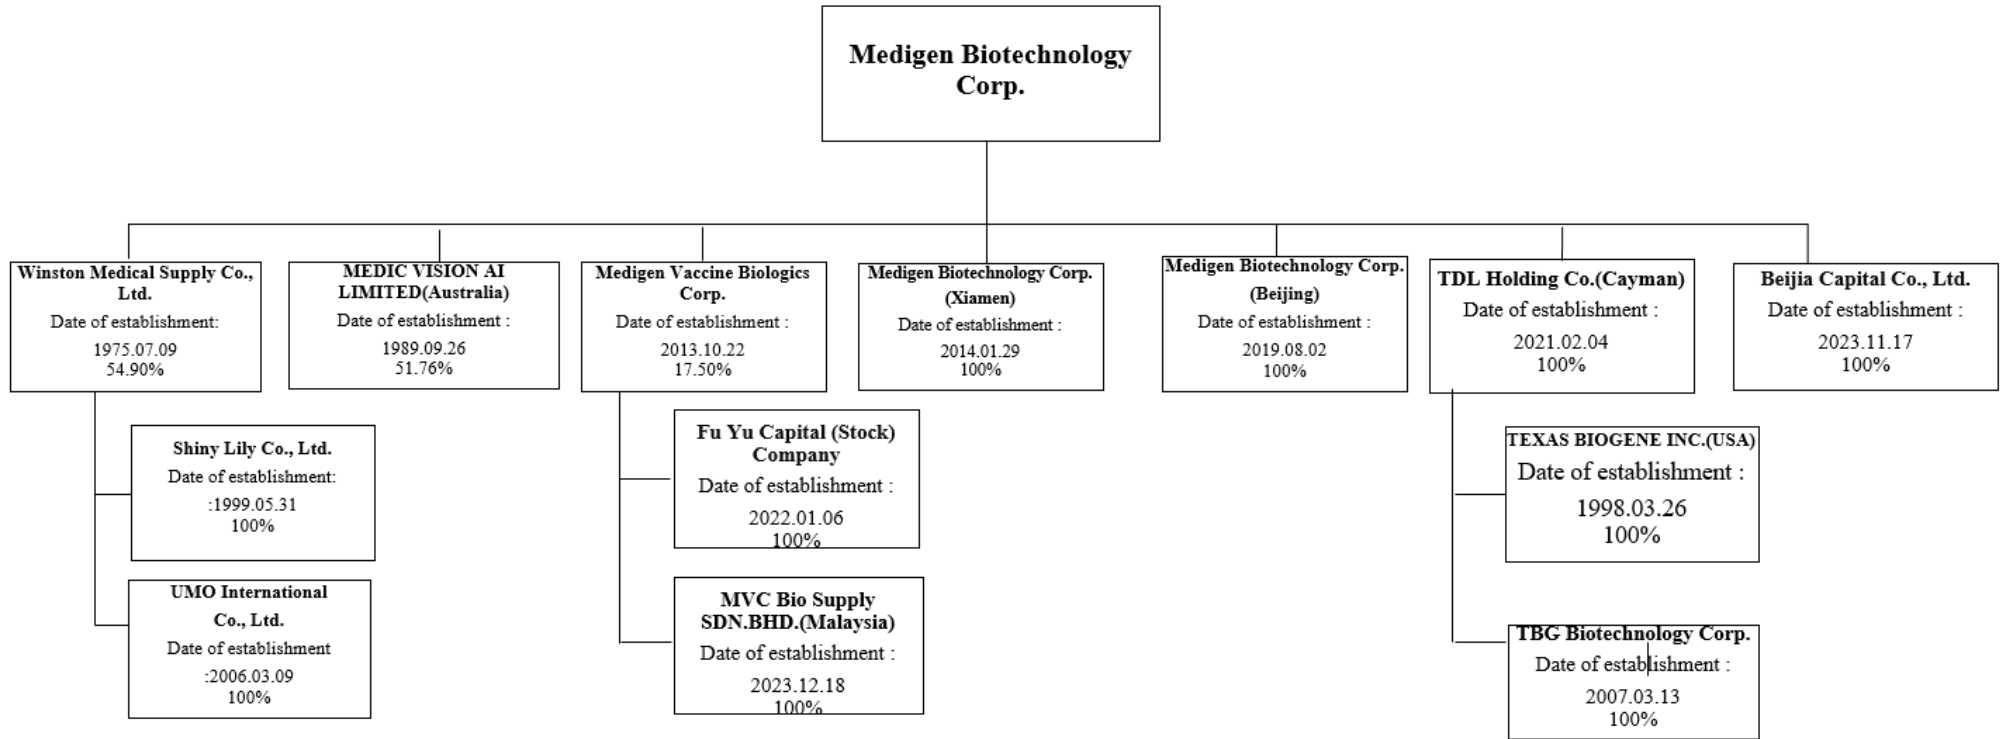 Medigen Biotechnology
Corp.
Winston Medical Supply Co.,
Ltd.
Date of establishment:
1975.07.09
54.90%
MEDIC VISION AI
LIMITED(Australia)
Date of establishment :
1989.09.26
51.76%
Medigen Vaccine Biologics
Corp.
Date of establishment :
2013.10.22
17.50%
Medigen Biotechnology Corp.
(Xiamen)
Date of establishment :
2014.01.29
100%
Medigen Biotechnology Corp.
(Beijing)
Date of establishment :
2019.08.02
100%
TDL Holding Co.(Cayman)
Date of establishment :
2021.02.04
100%
Beijia Capital Co., Ltd.
Date of establishment :
2023.11.17
100%
Shiny Lily Co., Ltd.
Date of establishment:
:1999.05.31
100%
UMO International
Co., Ltd.
Date of establishment
:2006.03.09
100%
Fu Yu Capital (Stock)
Company
Date of establishment :
2022.01.06
100%
MVC Bio Supply
SDN.BHD.(Malaysia)
Date of establishment :
2023.12.18
100%
TEXAS BIOGENE INC.(USA)
Date of establishment :
1998.03.26
100%
TBG Biotechnology Corp.
Date of establishment :
2007.03.13
100%